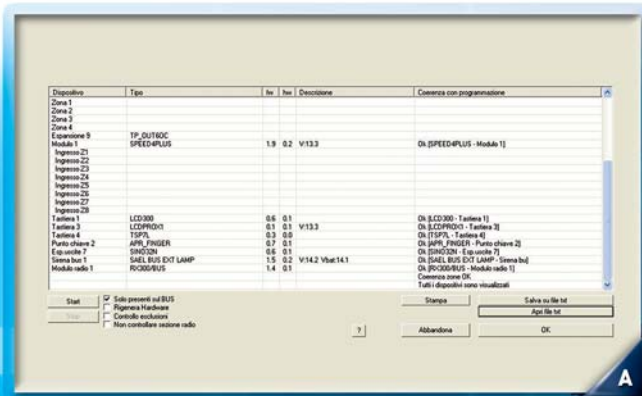 Dispositivo Tipo fw hw Descrizione Coerenza con programmazione
Zona 1
Zona 2
Zona 3
Zona 4
Espansione 9 TP_OUT6OC
Modulo 1 SPEED4PLUS 1.9 0.2 V:13.3 Ok [SPEED4PLUS - Modulo 1]
Ingresso Z1
Ingresso Z2
Ingresso Z3
Ingresso Z4
Ingresso Z5
Ingresso Z6
Ingresso Z7
Ingresso Z8
Tastiera 1 LCD300 0.6 0.1 Ok [LCD300 - Tastiera 1]
Tastiera 3 LCDPROX1 0.1 0.1 V:13.3 Ok [LCDPROX1 - Tastiera 3]
Tastiera 4 TSP7L 0.3 0.0 Ok [TSP7L - Tastiera 4]
Punto chiave 2 APR_FINGER 0.7 0.1 Ok [APR_FINGER - Punto chiave 2]
Esp.uscite 7 SINO32N 0.6 0.1 Ok [SINO32N - Esp.uscite 7]
Sirena bus 1 SAEL BUS EXT LAMP 1.5 0.2 V:14.2 Vbat:14.1 Ok [SAEL BUS EXT LAMP - Sirena bu]
Modulo radio 1 RX300/BUS 1.4 0.1 Ok [RX300/BUS - Modulo radio 1]
Coerenza zone OK
Tutti i dispositivi sono visualizzati
Start Solo presenti sul BUS Stampa Salva su file txt
Rigenera Hardware Apri file txt
Stop Controllo esclusioni
Non controllare sezione radio ? Abbandona OK
A